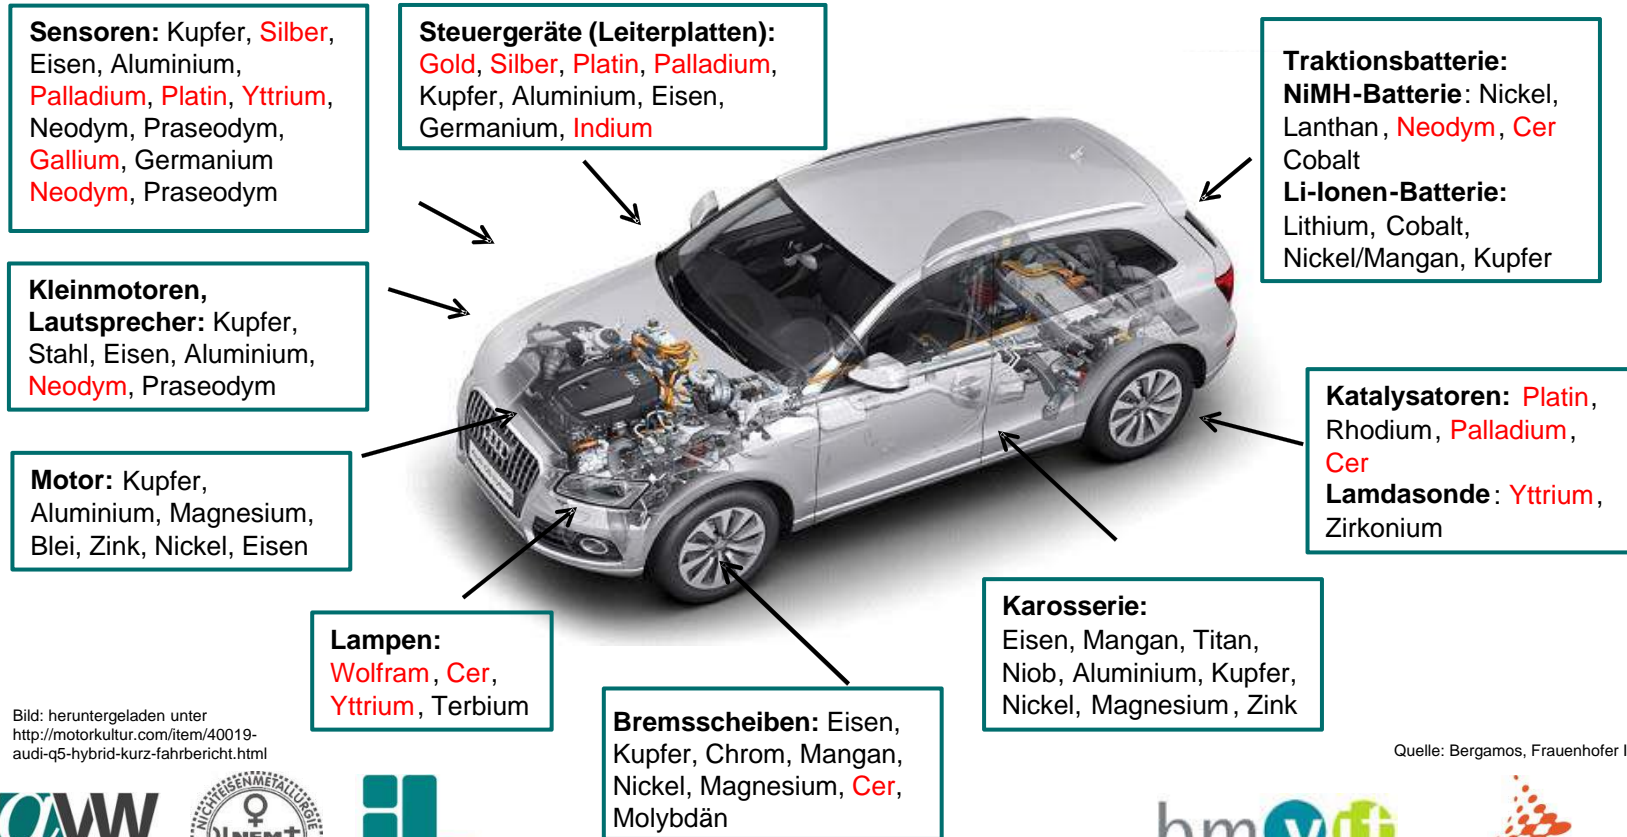 Sensoren: Kupfer, Silber,
Eisen, Aluminium,
Palladium, Platin, Yttrium,
Neodym, Praseodym,
Gallium, Germanium
Neodym, Praseodym
Steuergeräte (Leiterplatten):
Gold, Silber, Platin, Palladium,
Kupfer, Aluminium, Eisen,
Germanium, Indium
Traktionsbatterie:
NiMH-Batterie: Nickel,
Lanthan, Neodym, Cer
Cobalt
Li-Ionen-Batterie:
Lithium, Cobalt,
Nickel/Mangan, Kupfer
Kleinmotoren,
Lautsprecher: Kupfer,
Stahl, Eisen, Aluminium,
Neodym, Praseodym
Katalysatoren: Platin,
Rhodium, Palladium,
Cer
Lamdasonde: Yttrium,
Zirkonium
Motor: Kupfer,
Aluminium, Magnesium,
Blei, Zink, Nickel, Eisen
Karosserie:
Eisen, Mangan, Titan,
Niob, Aluminium, Kupfer,
Nickel, Magnesium, Zink
Lampen:
Wolfram, Cer,
Yttrium, Terbium
Bremsscheiben: Eisen,
Kupfer, Chrom, Mangan,
Nickel, Magnesium, Cer,
Molybdän
Bild: heruntergeladen unter
http://motorkultur.com/item/40019-
audi-q5-hybrid-kurz-fahrbericht.html
Quelle: Bergamos, Frauenhofer I
NICHTEISENMETALLURGIE
NEM
bmvit